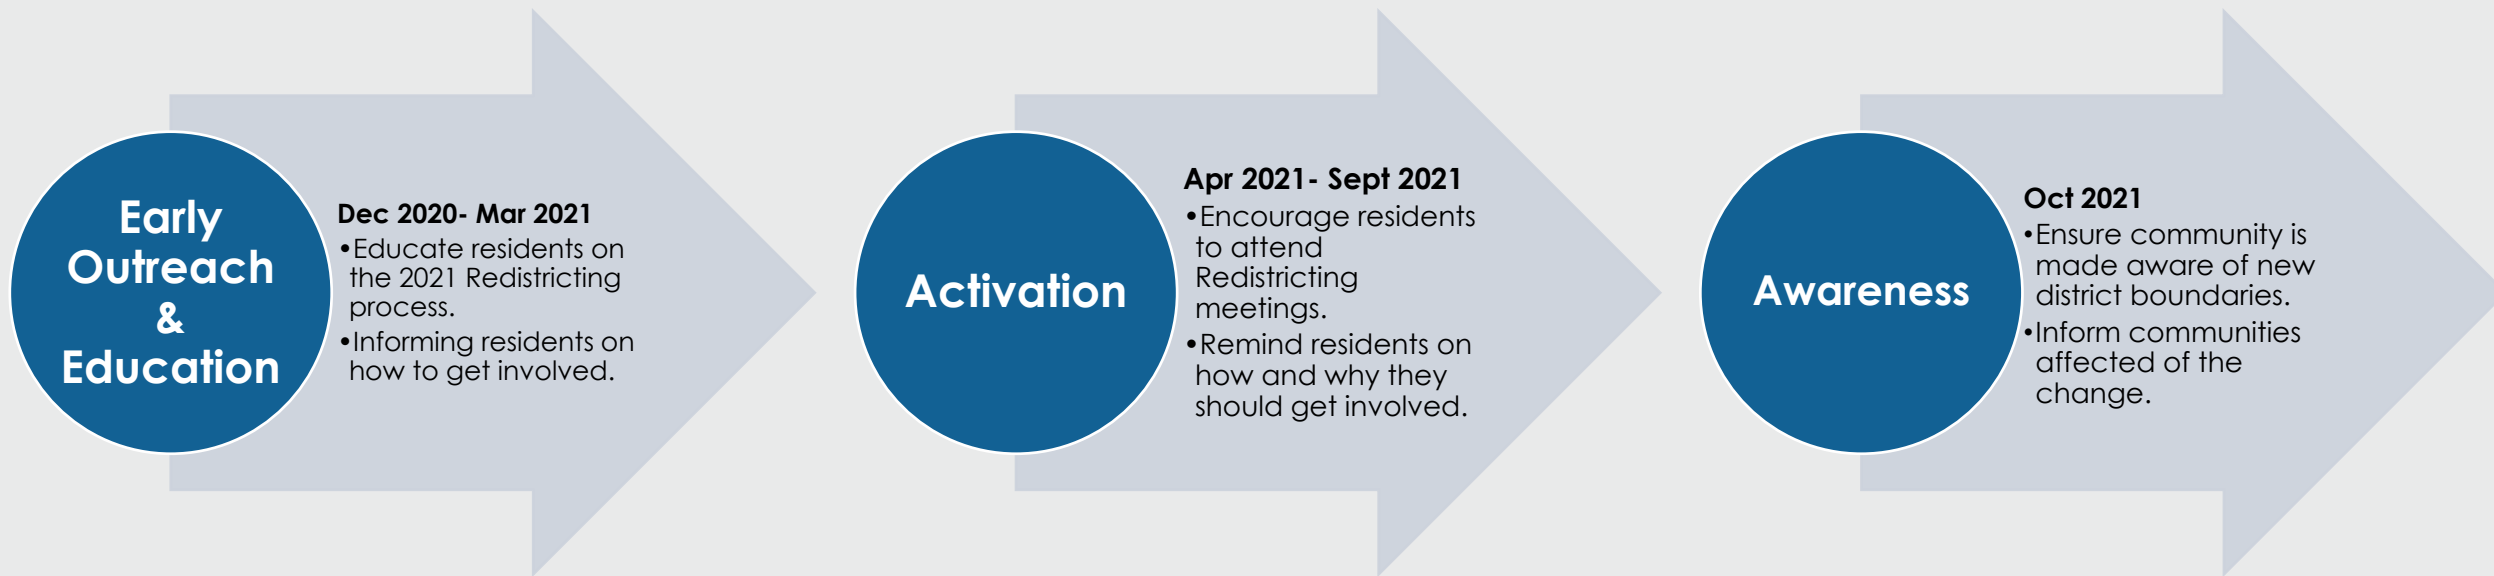 Early
Outreach
&
Education
Dec 2020- Mar 2021
•Educate residents on
the 2021 Redistricting
process.
•Informing residents on
how to get involved.
Activation
Apr 2021- Sept 2021
•Encourage residents
to attend
Redistricting
meetings.
•Remind residents on
how and why they
should get involved.
Awareness
Oct 2021
•Ensure community is
made aware of new
district boundaries.
•Inform communities
affected of the
change.